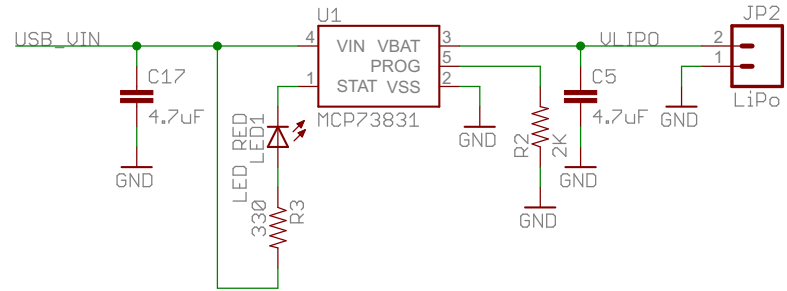 U1
JP2
USB_VIN
4
VIN VBAT
3
VLIPO
2
PROG
5
1
1
STAT VSS
2
C17
4.7uF
C5
4.7uF
LiPo
MCP73831
GND
GND
LED RED
LED1
R2
2K
GND
GND
330
R3
GND